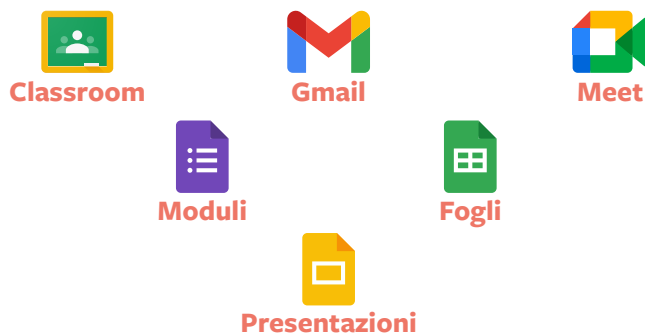 Classroom
Gmail
Meet
Moduli
Fogli
Presentazioni